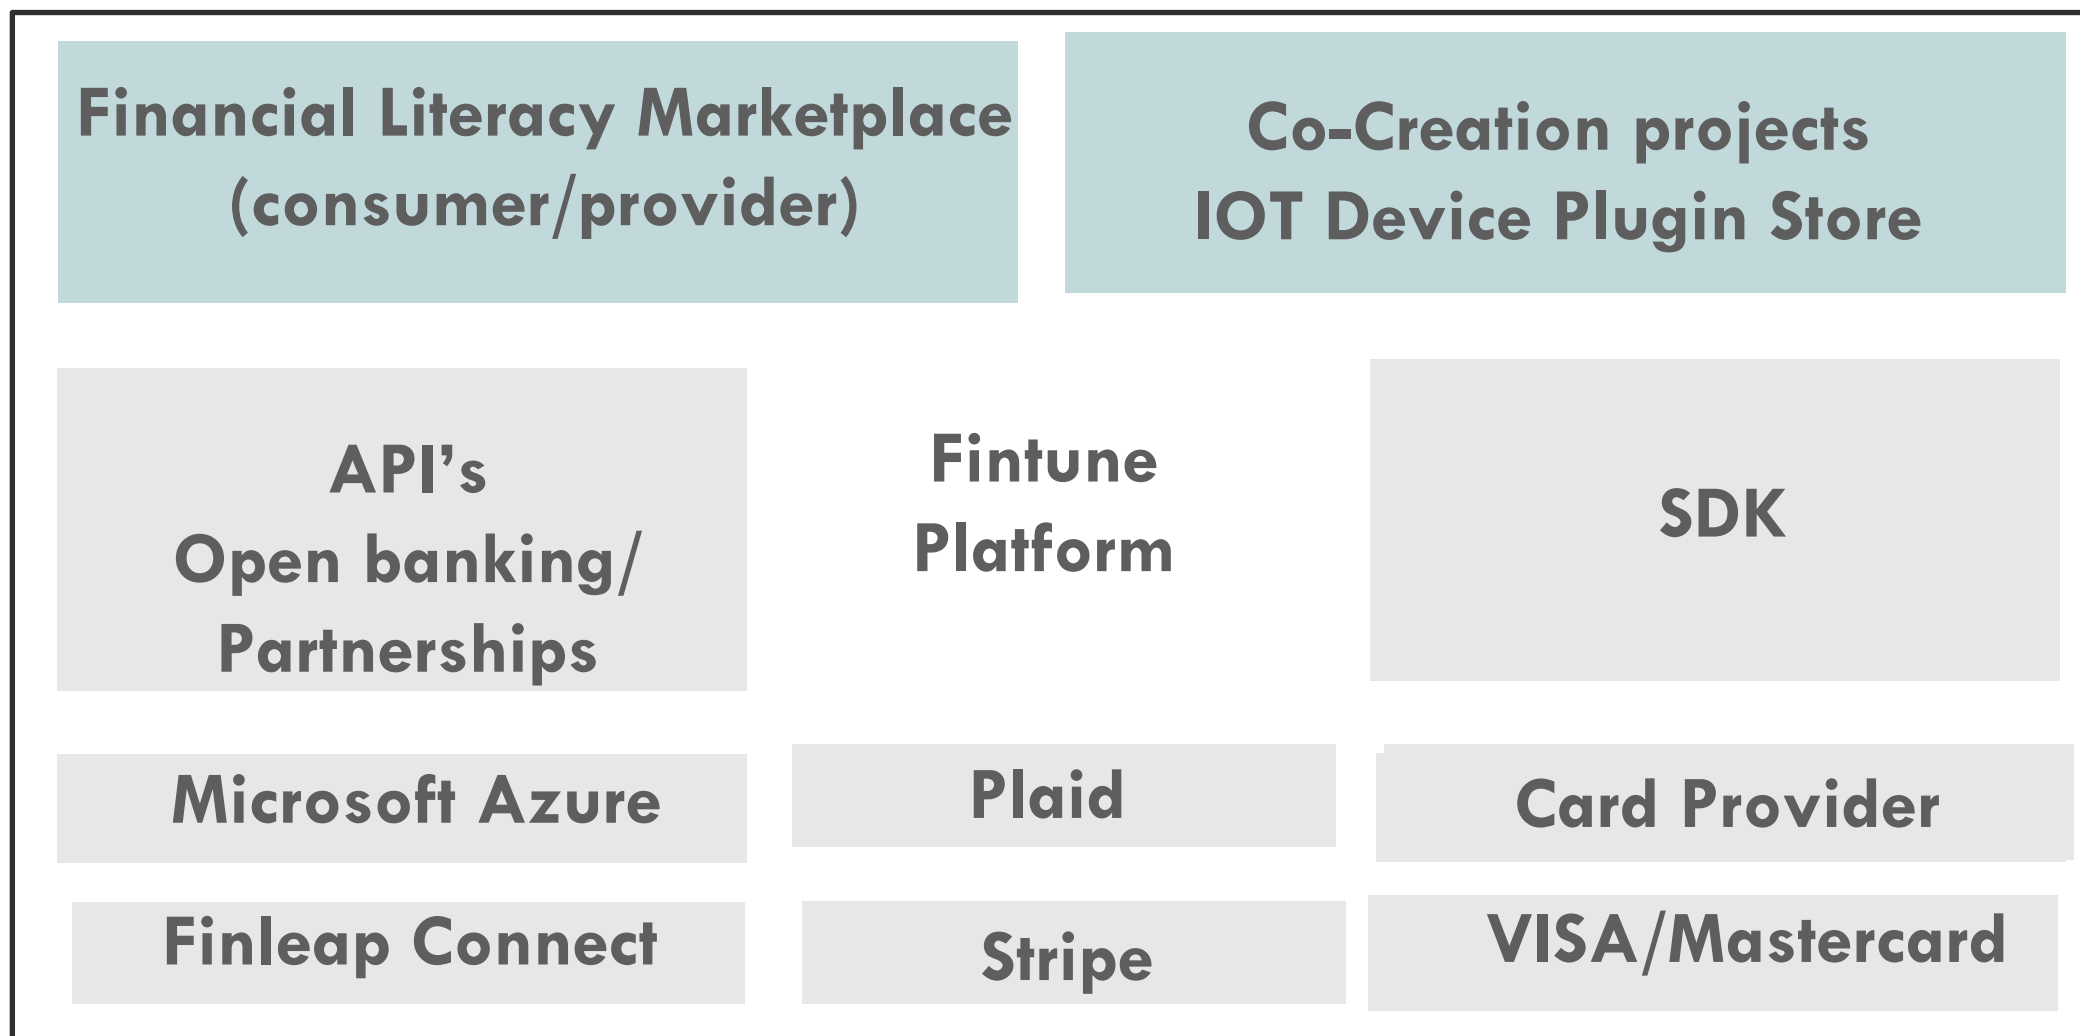 Financial Literacy Marketplace
(consumer/provider)
Co-Creation projects
IOT Device Plugin Store
API’s
Open banking/
Partnerships
Fintune
Platform
SDK
Microsoft Azure
Plaid
Card Provider
Finleap Connect
Stripe
VISA/Mastercard